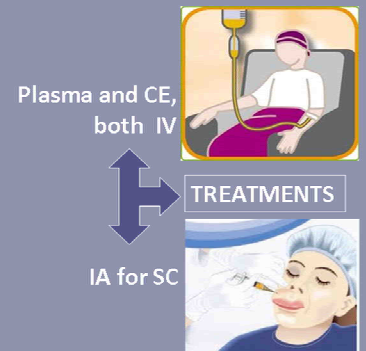 Plasma and CE,
both IV
TREATMENTS
IA for SC